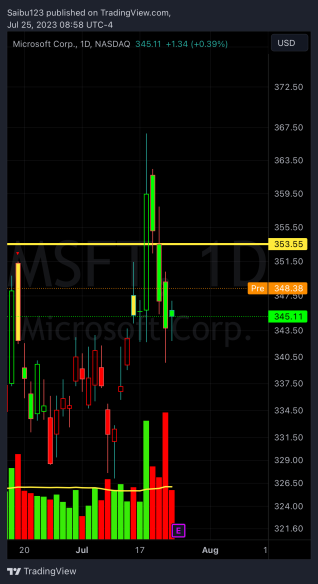 Saibu123 published on TradingView.com,
Jul 25, 2023 08:58 UTC-4
Microsoft Corp., 1D, NASDAQ 345.11 +1.34 (+0.39%)
USD
372.50
367.50
363.50
359.50
355.50
353.55
351.50
Pre 348.38
347.50
345.11
343.50
340.50
337.50
334.50
331.50
329.00
326.50
324.00
321.60
MSFT, 1D
Microsoft Corp.
E
20 Jul 17 Aug 1
TradingView